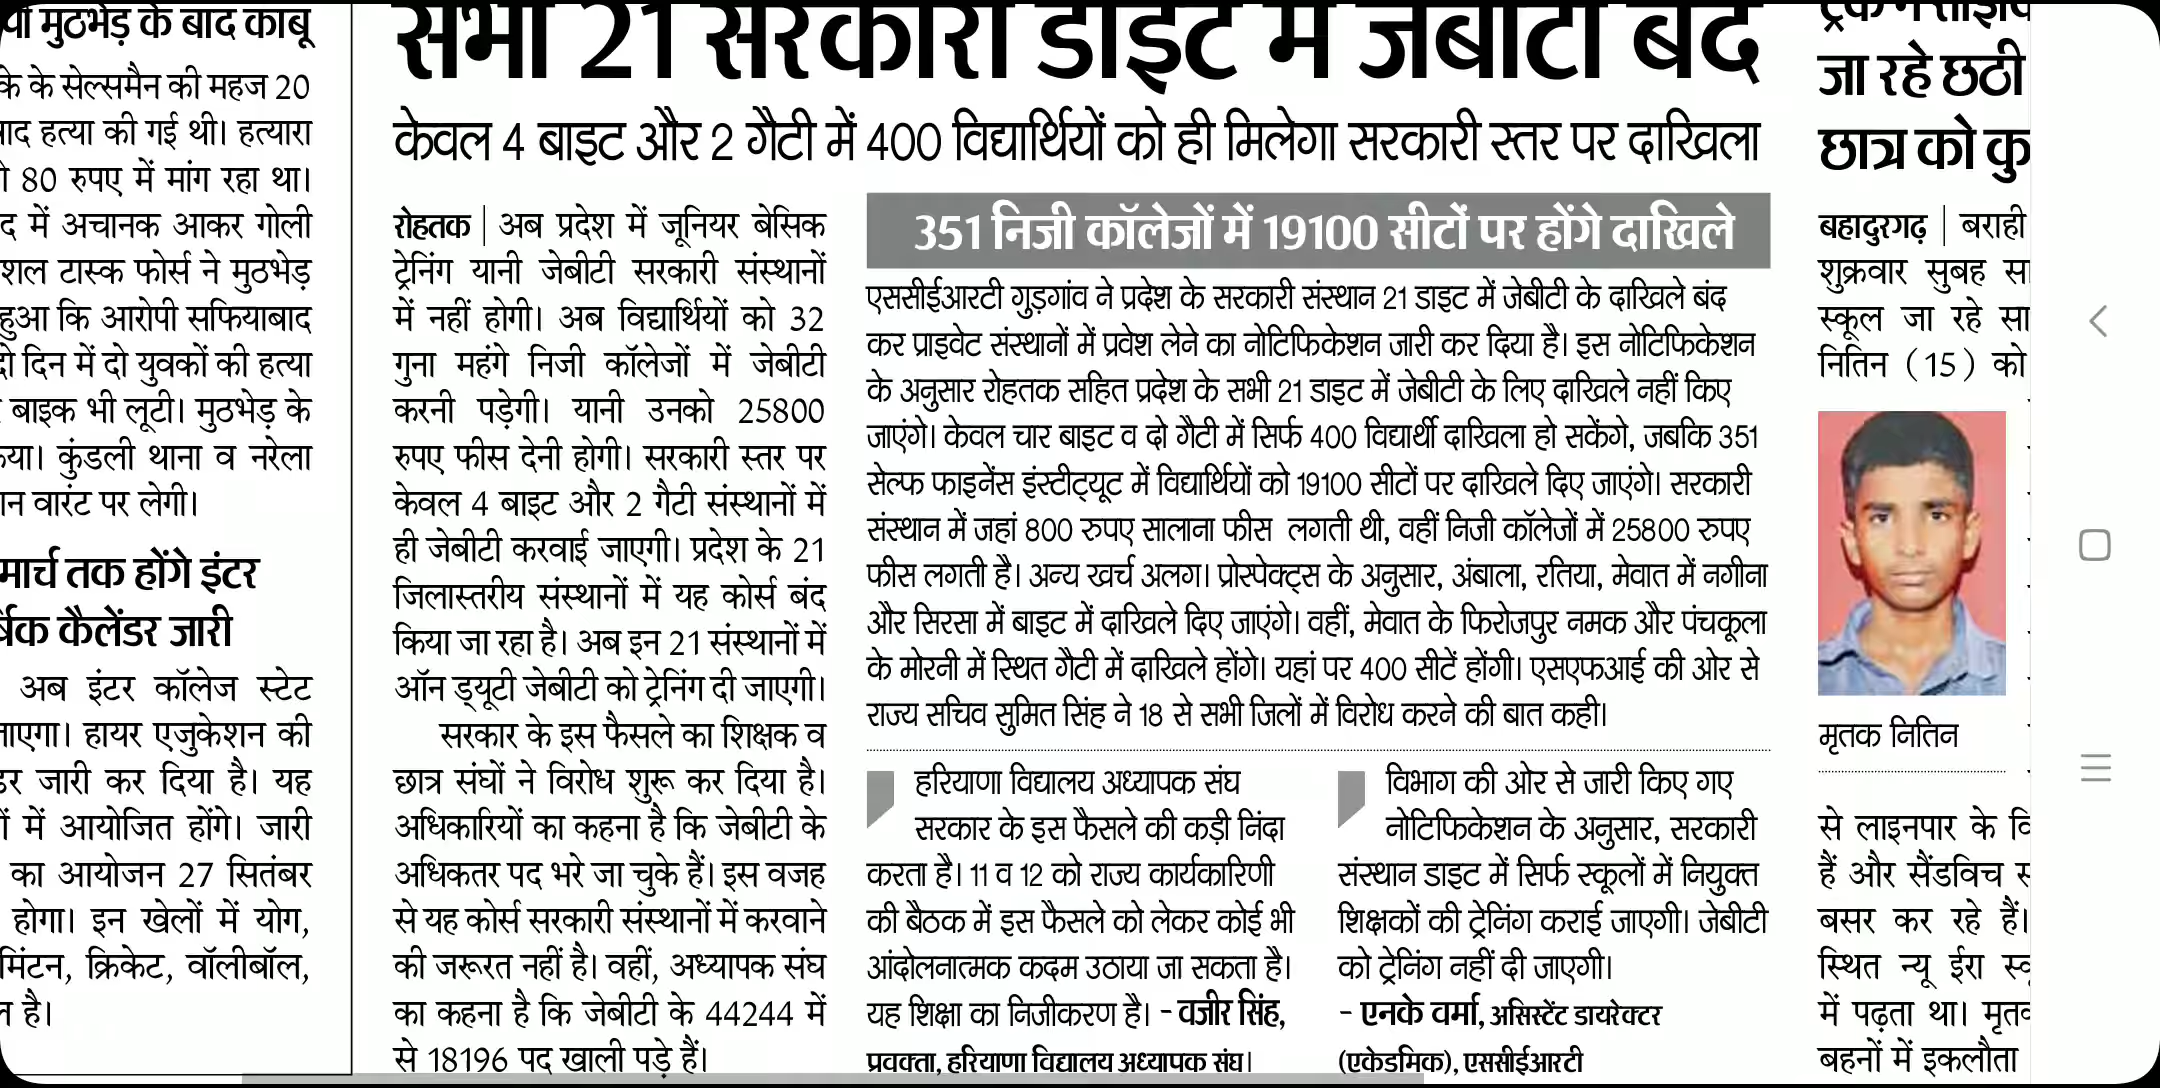 मुठभेड़ के बाद काबू
के के सेल्समैन की महज 20
बाद हत्या की गई थी। हत्यारा
80 रुपए में मांग रहा था।
द में अचानक आकर गोली
शल टास्क फोर्स ने मुठभेड़
हुआ कि आरोपी सफियाबाद
दो दिन में दो युवकों की हत्या
बाइक भी लूटी। मुठभेड़ के
कुंडली थाना व नरेला
वारंट पर लेगी।
मार्च तक होंगे इंटर
र्षिक कैलेंडर जारी
अब इंटर कॉलेज स्टेट
जाएगा। हायर एजुकेशन की
डर जारी कर दिया है। यह
में आयोजित होंगे। जारी
का आयोजन 27 सितंबर
होगा। इन खेलों में योग,
मिंटन, क्रिकेट, वॉलीबॉल,
है।
सभी 21 सरकारी डाइट में जेबीटी बंद
केवल 4 बाइट और 2 गैटी में 400 विद्यार्थियों को ही मिलेगा सरकारी स्तर पर दाखिला
रोहतक | अब प्रदेश में जूनियर बेसिक
ट्रेनिंग यानी जेबीटी सरकारी संस्थानों
में नहीं होगी। अब विद्यार्थियों को 32
गुना महंगे निजी कॉलेजों में जेबीटी
करनी पड़ेगी। यानी उनको 25800
रुपए फीस देनी होगी। सरकारी स्तर पर
केवल 4 बाइट और 2 गैटी संस्थानों में
ही जेबीटी करवाई जाएगी। प्रदेश के 21
जिलास्तरीय संस्थानों में यह कोर्स बंद
किया जा रहा है। अब इन 21 संस्थानों में
ऑन ड्यूटी जेबीटी को ट्रेनिंग दी जाएगी।
सरकार के इस फैसले का शिक्षक व
छात्र संघों ने विरोध शुरू कर दिया है।
अधिकारियों का कहना है कि जेबीटी के
अधिकतर पद भरे जा चुके हैं। इस वजह
से यह कोर्स सरकारी संस्थानों में करवाने
की जरूरत नहीं है। वहीं, अध्यापक संघ
का कहना है कि जेबीटी के 44244 में
से 18196 पद खाली पड़े हैं।
351 निजी कॉलेजों में 19100 सीटों पर होंगे दाखिले
एससीईआरटी गुड़गांव ने प्रदेश के सरकारी संस्थान 21 डाइट में जेबीटी के दाखिले बंद
कर प्राइवेट संस्थानों में प्रवेश लेने का नोटिफिकेशन जारी कर दिया है। इस नोटिफिकेशन
के अनुसार रोहतक सहित प्रदेश के सभी 21 डाइट में जेबीटी के लिए दाखिले नहीं किए
जाएंगे। केवल चार बाइट व दो गैटी में सिर्फ 400 विद्यार्थी दाखिला हो सकेंगे, जबकि 351
सेल्फ फाइनेंस इंस्टीट्यूट में विद्यार्थियों को 19100 सीटों पर दाखिले दिए जाएंगे। सरकारी
संस्थान में जहां 800 रुपए सालाना फीस लगती थी, वहीं निजी कॉलेजों में 25800 रुपए
फीस लगती है। अन्य खर्च अलग। प्रोस्पेक्ट्स के अनुसार, अंबाला, रतिया, मेवात में नगीना
और सिरसा में बाइट में दाखिले दिए जाएंगे। वहीं, मेवात के फिरोजपुर नमक और पंचकूला
के मोरनी में स्थित गैटी में दाखिले होंगे। यहां पर 400 सीटें होंगी। एसएफआई की ओर से
राज्य सचिव सुमित सिंह ने 18 से सभी जिलों में विरोध करने की बात कही।
हरियाणा विद्यालय अध्यापक संघ
सरकार के इस फैसले की कड़ी निंदा
करता है। 11 व 12 को राज्य कार्यकारिणी
की बैठक में इस फैसले को लेकर कोई भी
आंदोलनात्मक कदम उठाया जा सकता है।
यह शिक्षा का निजीकरण है। - वजीर सिंह,
प्रवक्ता, हरियाणा विद्यालय अध्यापक संघ।
विभाग की ओर से जारी किए गए
नोटिफिकेशन के अनुसार, सरकारी
संस्थान डाइट में सिर्फ स्कूलों में नियुक्त
शिक्षकों की ट्रेनिंग कराई जाएगी। जेबीटी
को ट्रेनिंग नहीं दी जाएगी।
- एनके वर्मा, असिस्टेंट डायरेक्टर
(एकेडमिक), एससीईआरटी
जा रहे छठी
छात्र को कु
बहादुरगढ़ | बराही
शुक्रवार सुबह सा
स्कूल जा रहे सा
नितिन (15) को
मृतक नितिन
से लाइनपार के वि
हैं और सैंडविच
बसर कर रहे हैं।
स्थित न्यू ईरा स्कू
में पढ़ता था। मृतक
बहनों में इकलौता